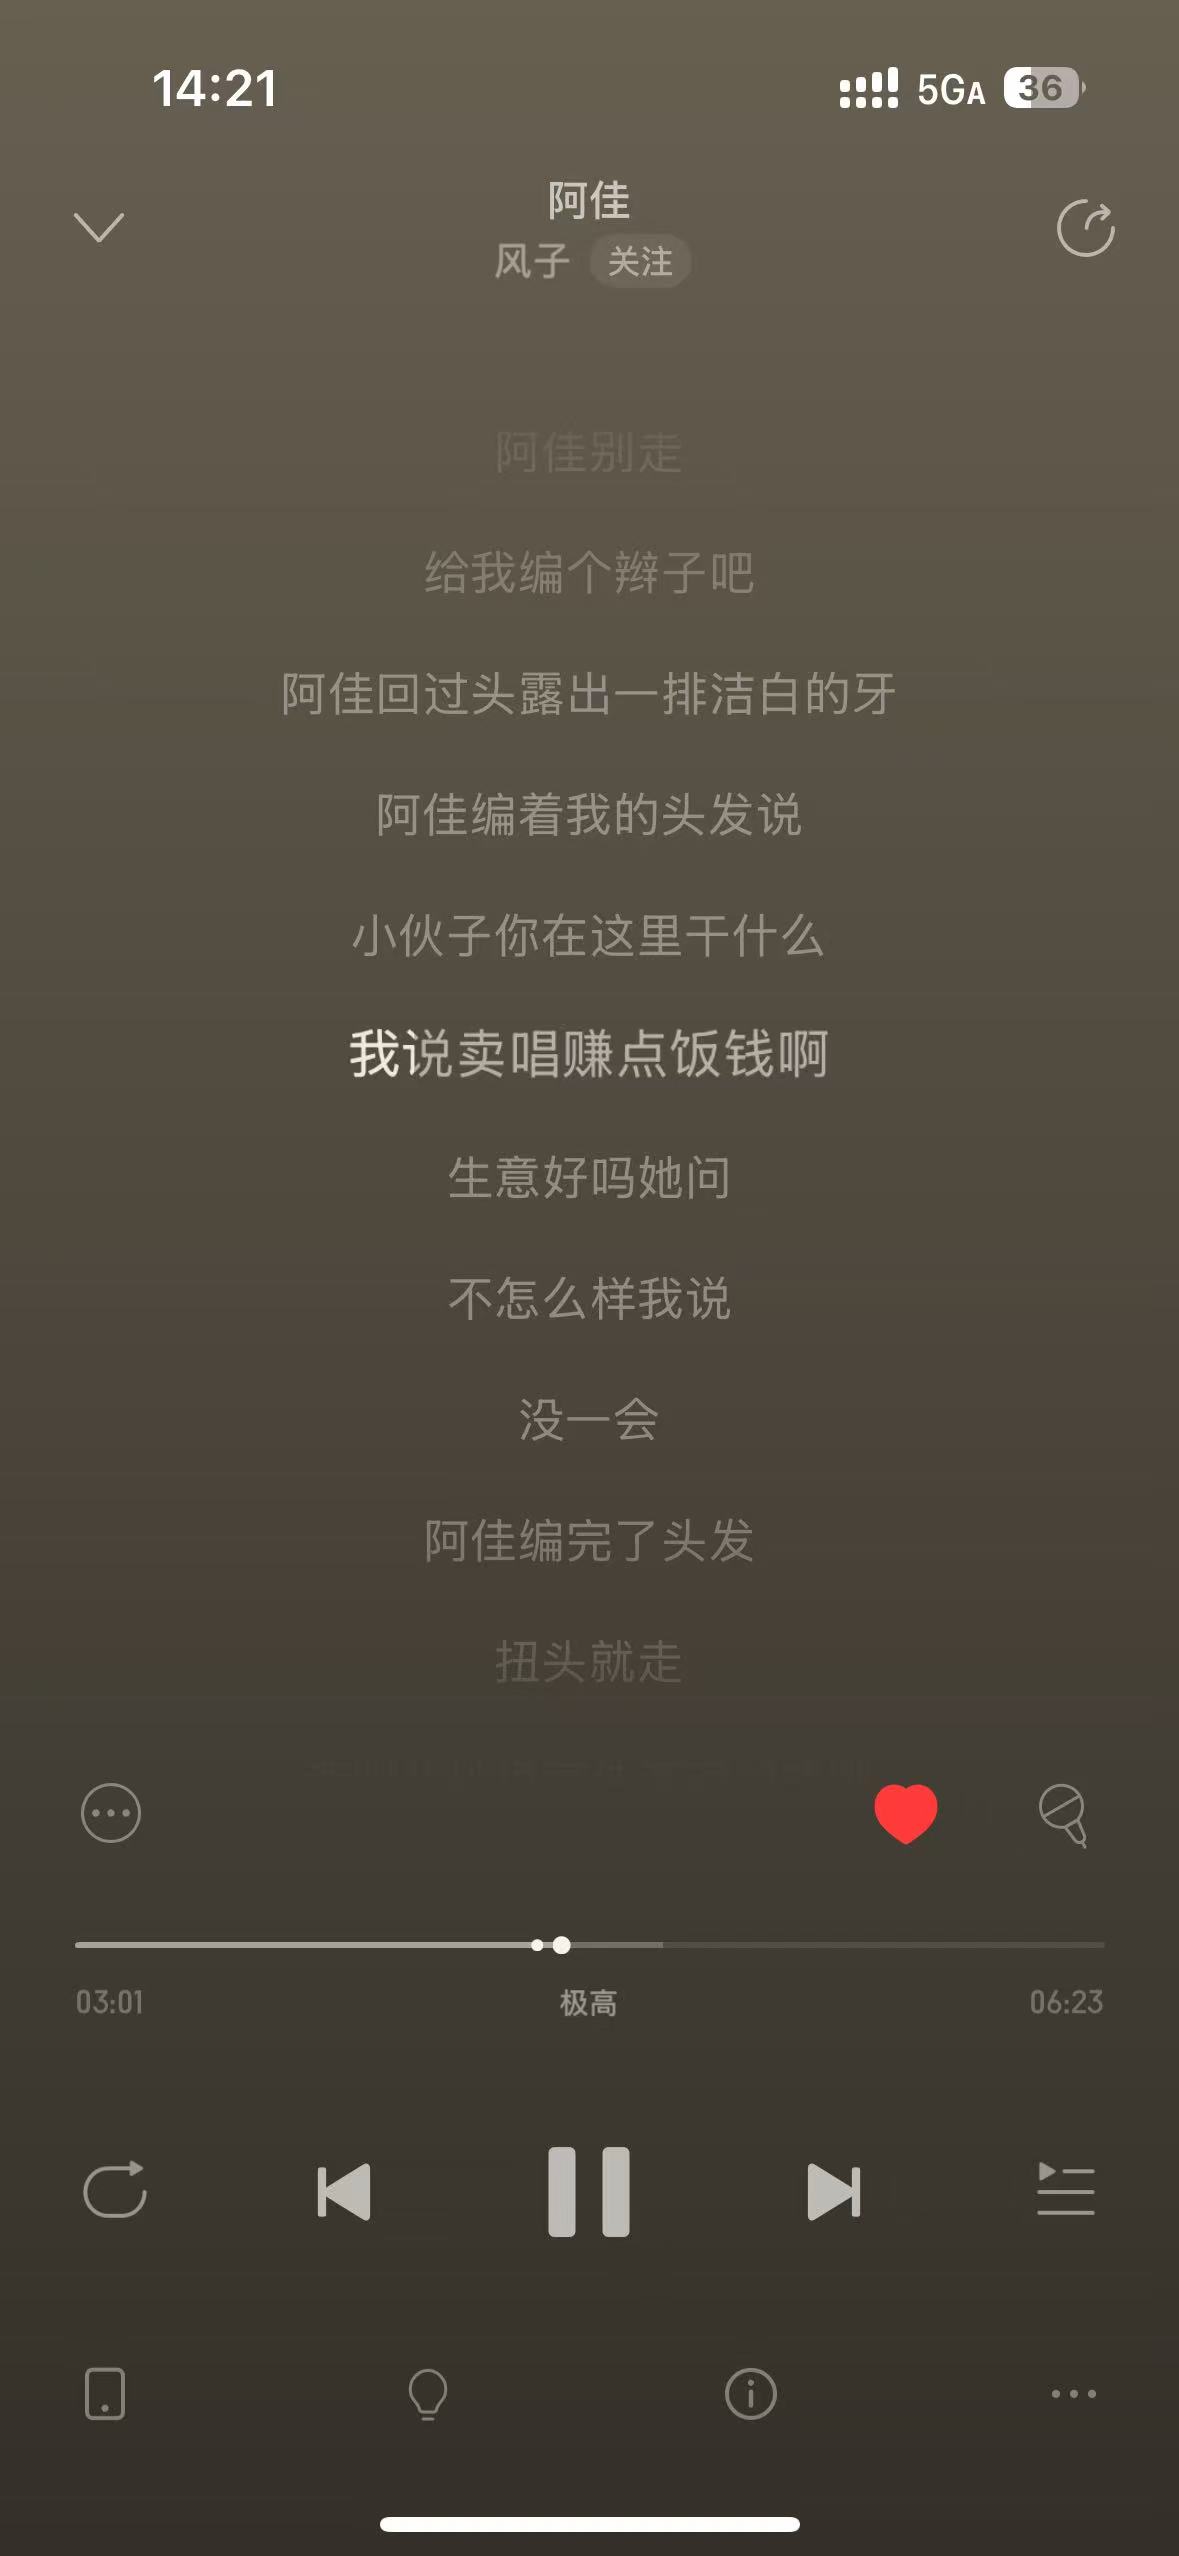 14:21 5GA 36
阿佳
风子 关注
阿佳别走
给我编个辫子吧
阿佳回过头露出一排洁白的牙
阿佳编着我的头发说
小伙子你在这里干什么
我说卖唱赚点饭钱啊
生意好吗她问
不怎么样我说
没一会
阿佳编完了头发
扭头就走
03:01 极高 06:23